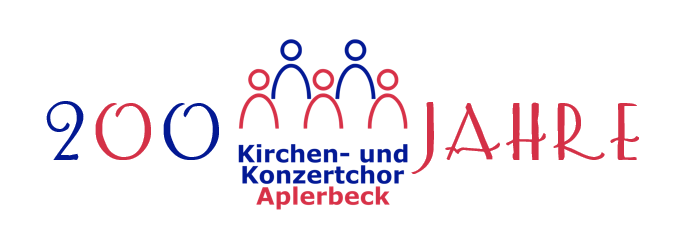 200 JAHRE
Kirchen- und
Konzertchor
Aplerbeck